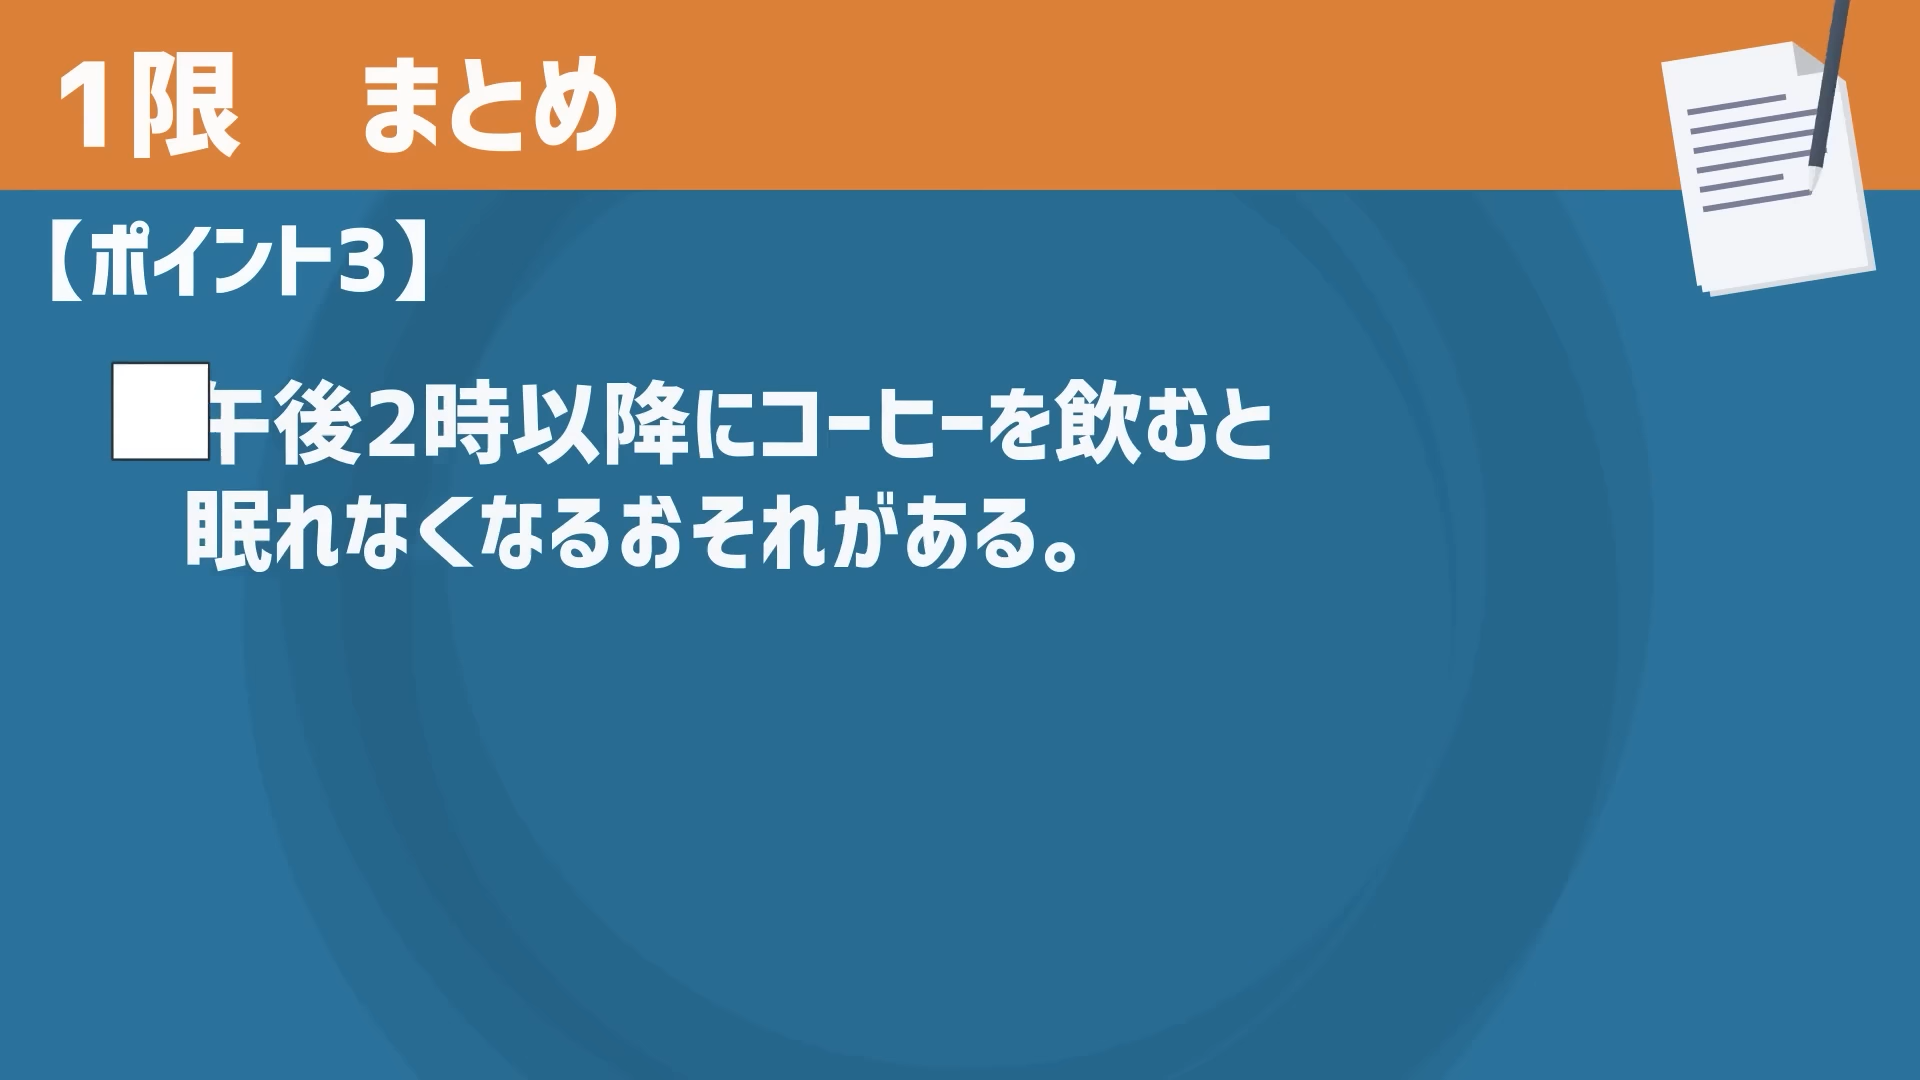 1限　まとめ
【ポイント3】
午後2時以降にコーヒーを飲むと
眠れなくなるおそれがある。